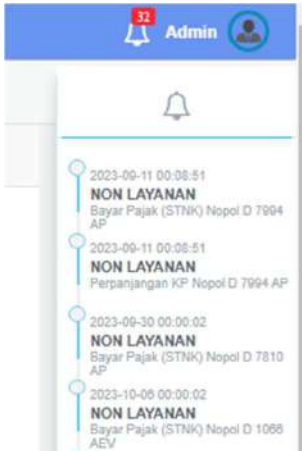 32
Admin
2023-09-11 00:08:51
NON LAYANAN
Bayar Pajak (STNK) Nopol D 7994
AP
2023-09-11 00:08:51
NON LAYANAN
Perpanjangan KP Nopol D 7994 AP
2023-09-30 00:00:02
NON LAYANAN
Bayar Pajak (STNK) Nopol D 7810
AP
2023-10-06 00:00:02
NON LAYANAN
Bayar Pajak (STNK) Nopol D 1066
AEV